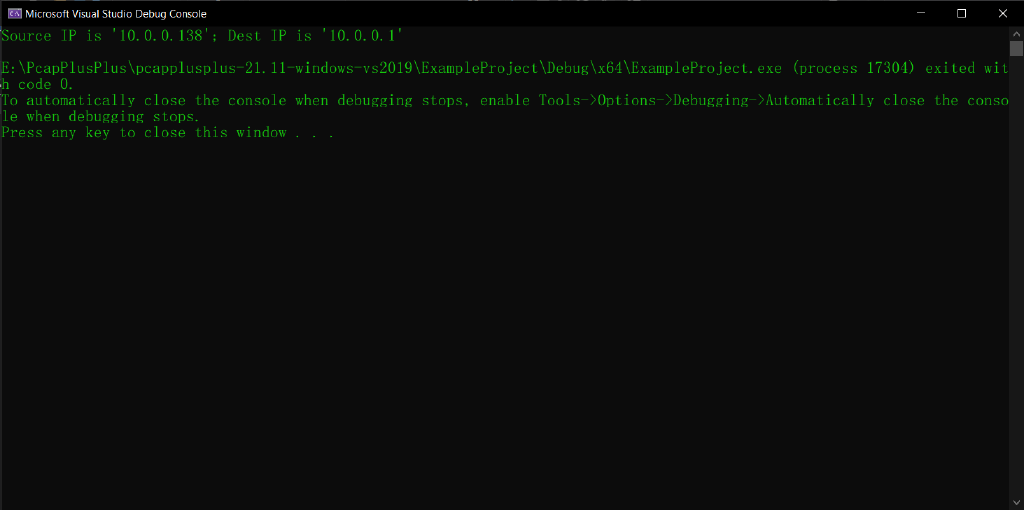 Microsoft Visual Studio Debug Console
Source IP is '10.0.0.138'; Dest IP is '10.0.0.1'
E:\PcapPlusPlus\pcapplusplus-21.11-windows-vs2019\ExampleProject\Debug\x64\ExampleProject.exe (process 17304) exited wit
h code 0.
To automatically close the console when debugging stops, enable Tools->Options->Debugging->Automatically close the conso
le when debugging stops.
Press any key to close this window . . .